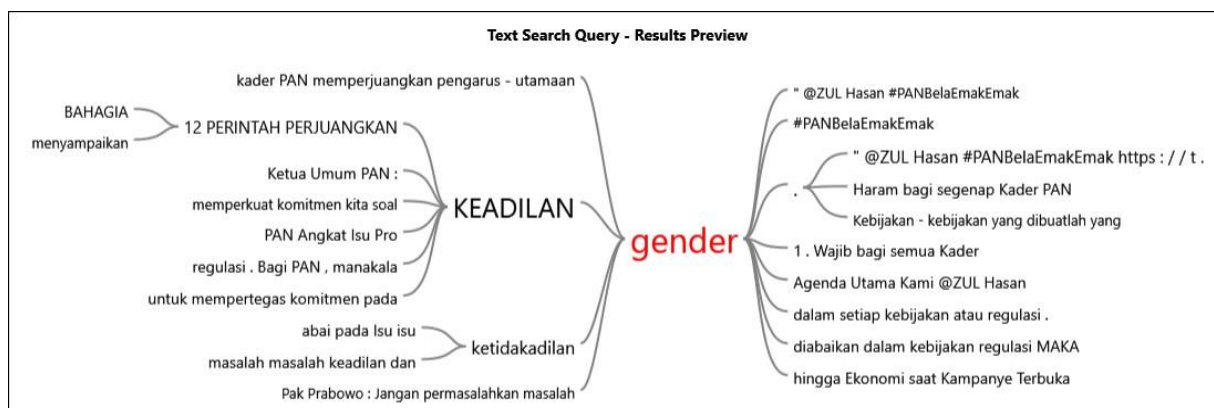 Text Search Query - Results Preview
kader PAN memperjuangkan pengarus - utamaan
BAHAGIA
menyampaikan
12 PERINTAH PERJUANGKAN
Ketua Umum PAN :
memperkuat komitmen kita soal
PAN Angkat Isu Pro
regulasi . Bagi PAN , manakala
untuk mempertegas komitmen pada
KEADILAN
abai pada Isu isu
masalah masalah keadilan dan
ketidakadilan
Pak Prabowo : Jangan permasalahkan masalah
gender
" @ZUL Hasan #PANBelaEmakEmak
#PANBelaEmakEmak
.
" @ZUL Hasan #PANBelaEmakEmak https : / / t .
Haram bagi segenap Kader PAN
Kebijakan - kebijakan yang dibuatlah yang
1 . Wajib bagi semua Kader
Agenda Utama Kami @ZUL Hasan
dalam setiap kebijakan atau regulasi .
diabaikan dalam kebijakan regulasi MAKA
hingga Ekonomi saat Kampanye Terbuka